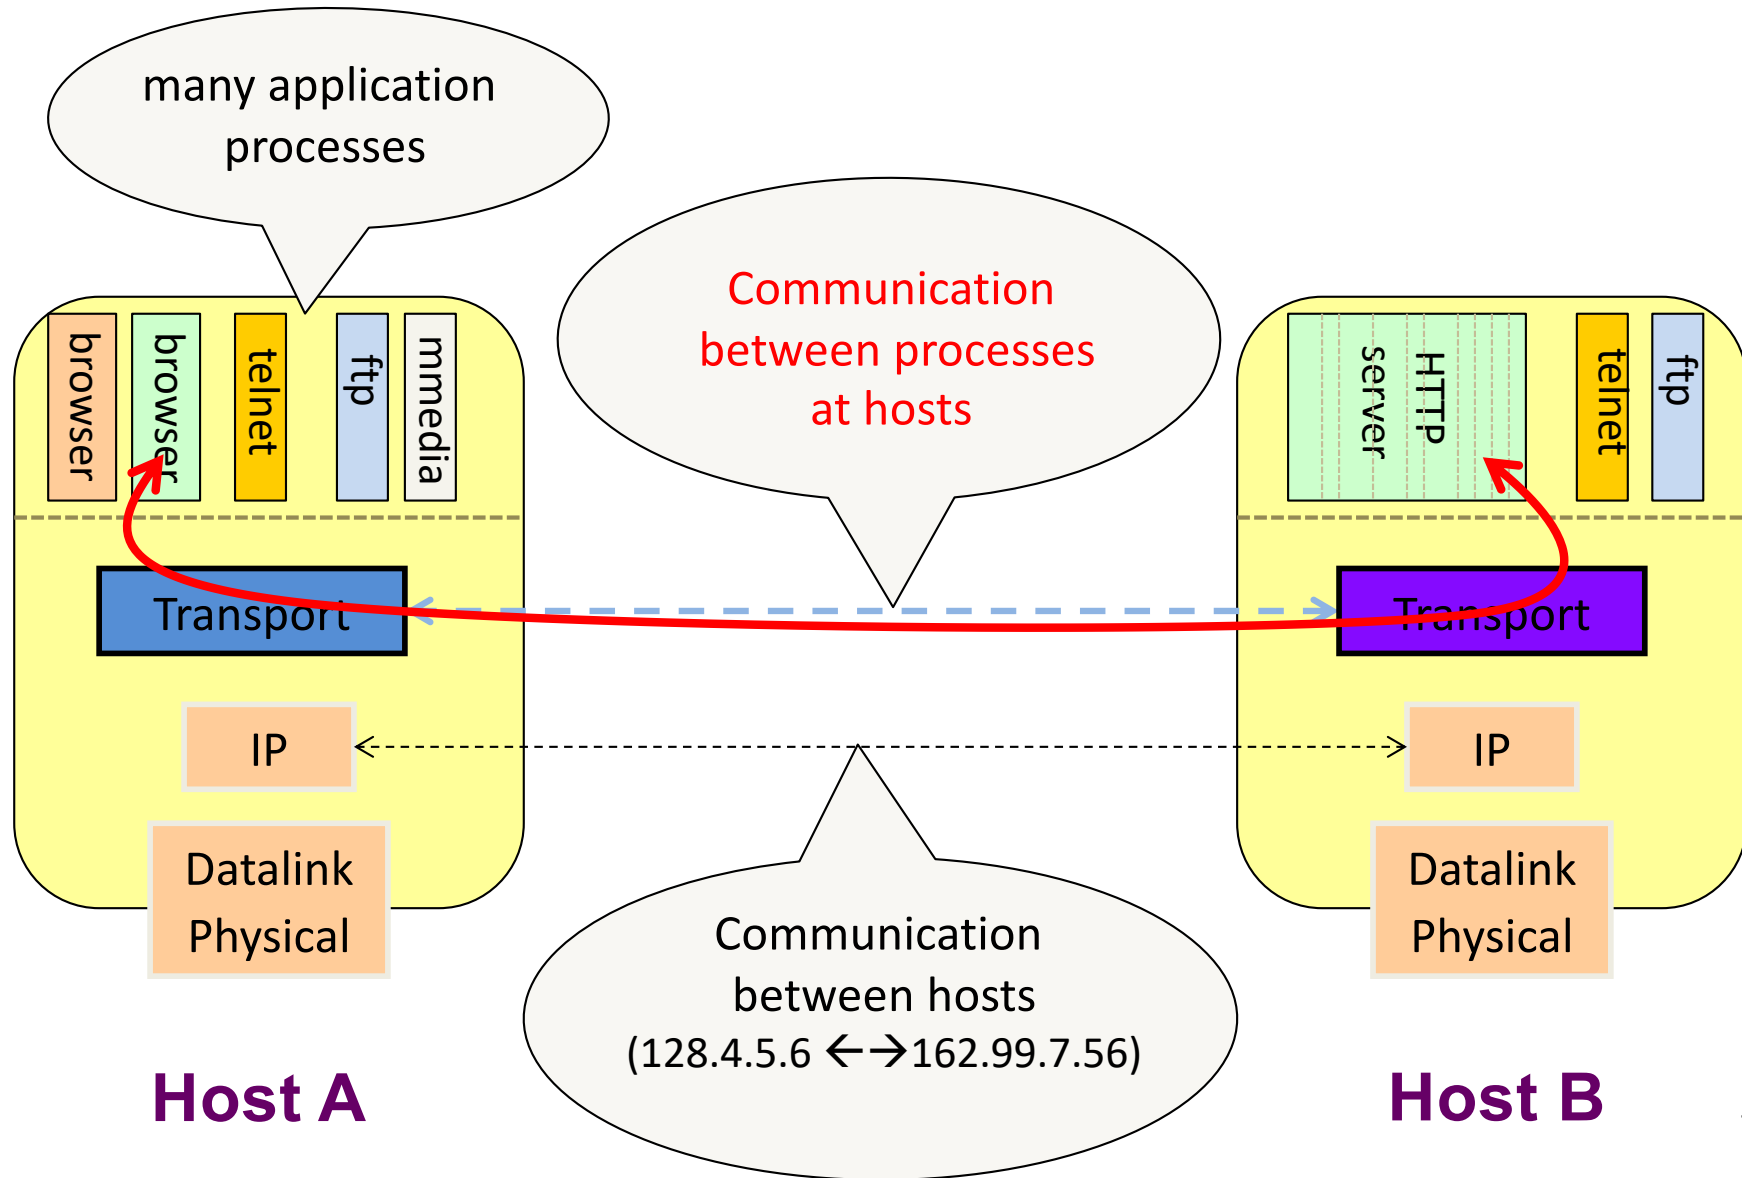 many application
processes
Communication
between processes
at hosts
browser
browser
telnet
ftp
mmedia
HTTP
server
telnet
ftp
Transport
Transport
IP
IP
Datalink
Physical
Datalink
Physical
Communication
between hosts
(128.4.5.6 ←→162.99.7.56)
Host A
Host B